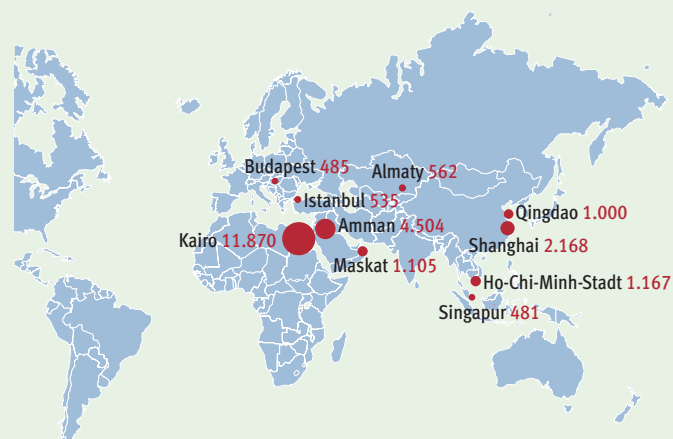 Budapest 485
Almaty 562
Istanbul 535
Qingdao 1.000
Amman 4.504
Kairo 11.870
Shanghai 2.168
Maskat 1.105
Ho-Chi-Minh-Stadt 1.167
Singapur 481